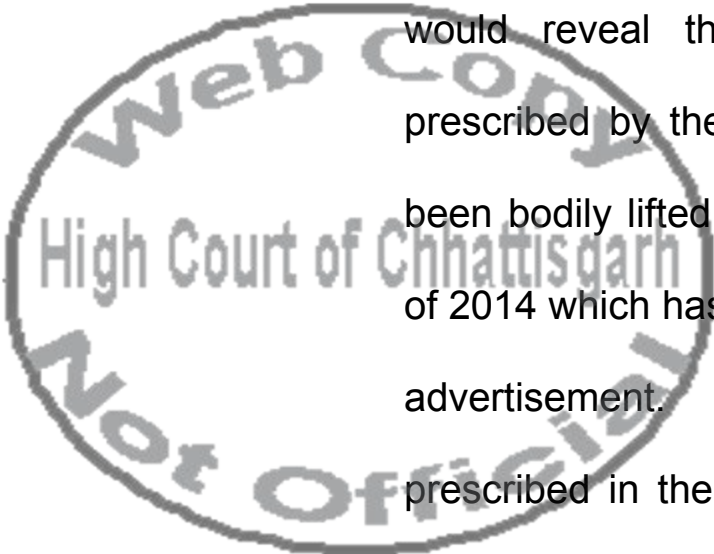 would reveal th
prescribed by the
been bodily lifted
of 2014 which has
advertisement.
prescribed in the
Web Copy
High Court of Chhattisgarh
Not Official